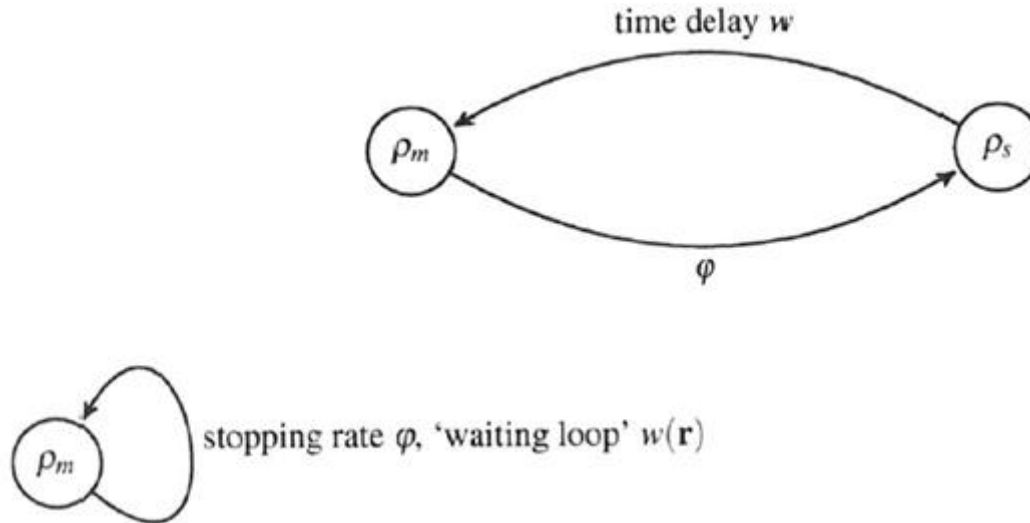 time delay w
ρₘ
ρₛ
φ
ρₘ
stopping rate φ, ‘waiting loop’ w(r)